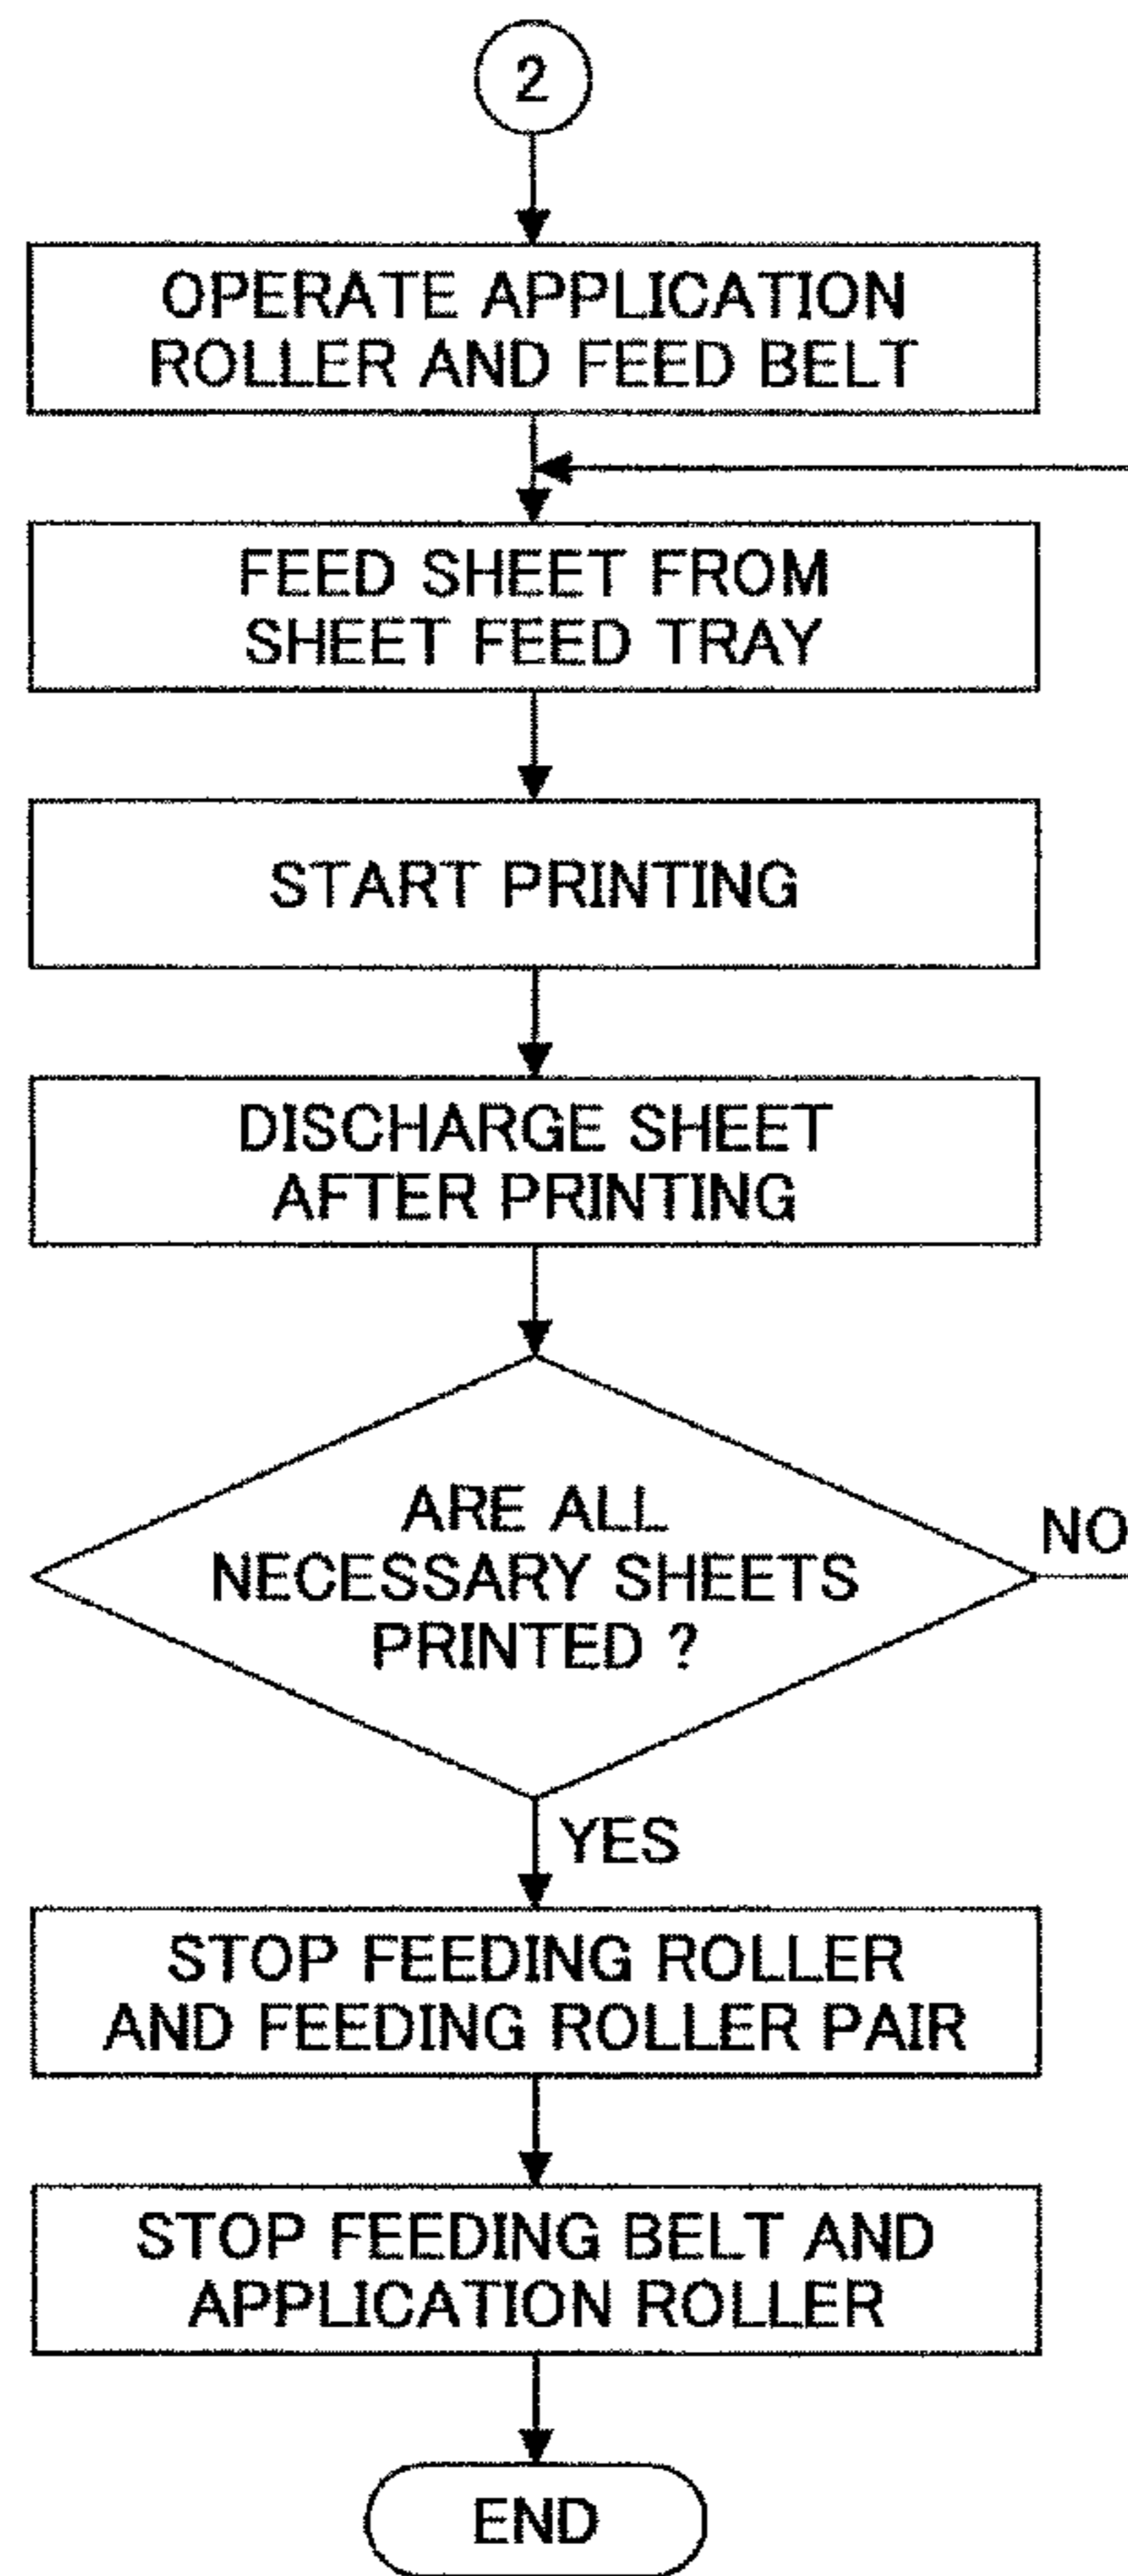 2
OPERATE APPLICATION
ROLLER AND FEED BELT
FEED SHEET FROM
SHEET FEED TRAY
START PRINTING
DISCHARGE SHEET
AFTER PRINTING
ARE ALL
NECESSARY SHEETS
PRINTED ?
NO
YES
STOP FEEDING ROLLER
AND FEEDING ROLLER PAIR
STOP FEEDING BELT AND
APPLICATION ROLLER
END